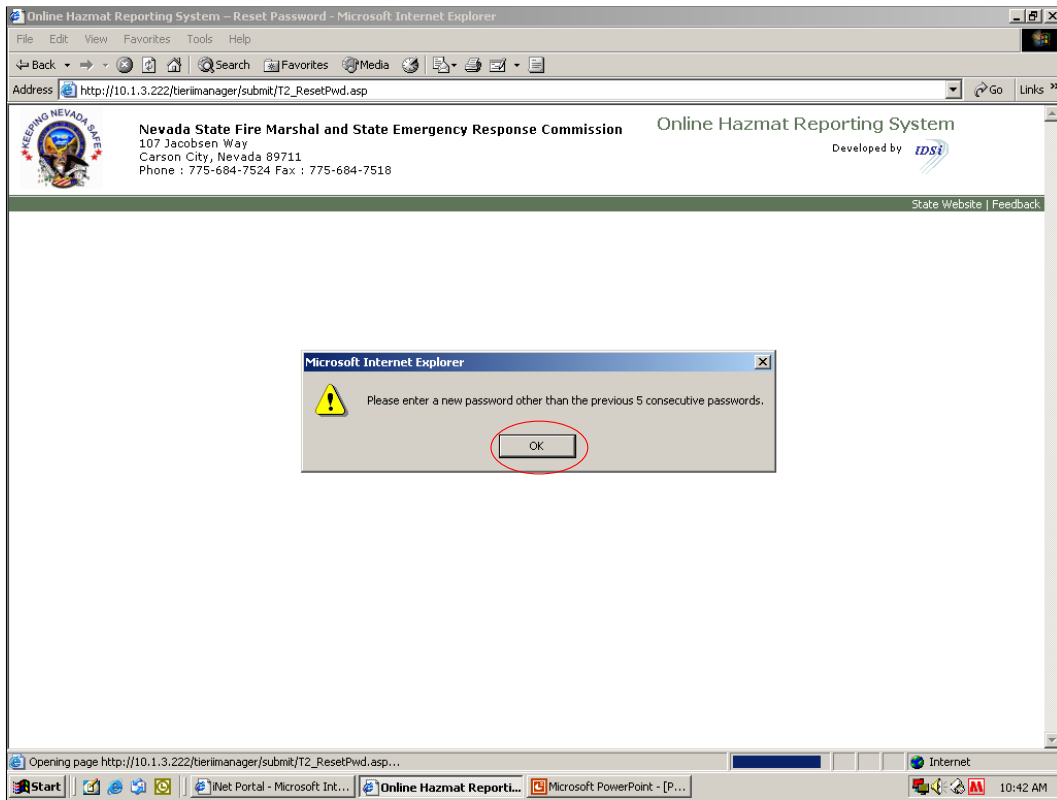 Online Hazmat Reporting System – Reset Password - Microsoft Internet Explorer
File Edit View Favorites Tools Help
Back Search Favorites Media
Address http://10.1.3.222/tieriimanager/submit/T2_ResetPwd.asp Go Links »
KEEPING NEVADA SAFE
Nevada State Fire Marshal and State Emergency Response Commission
107 Jacobsen Way
Carson City, Nevada 89711
Phone : 775-684-7524 Fax : 775-684-7518
Online Hazmat Reporting System
Developed by IDSi
State Website | Feedback
Microsoft Internet Explorer
Please enter a new password other than the previous 5 consecutive passwords.
OK
Opening page http://10.1.3.222/tieriimanager/submit/T2_ResetPwd.asp... Internet
Start iNet Portal - Microsoft Int... Online Hazmat Reporti... Microsoft PowerPoint - [P... 10:42 AM